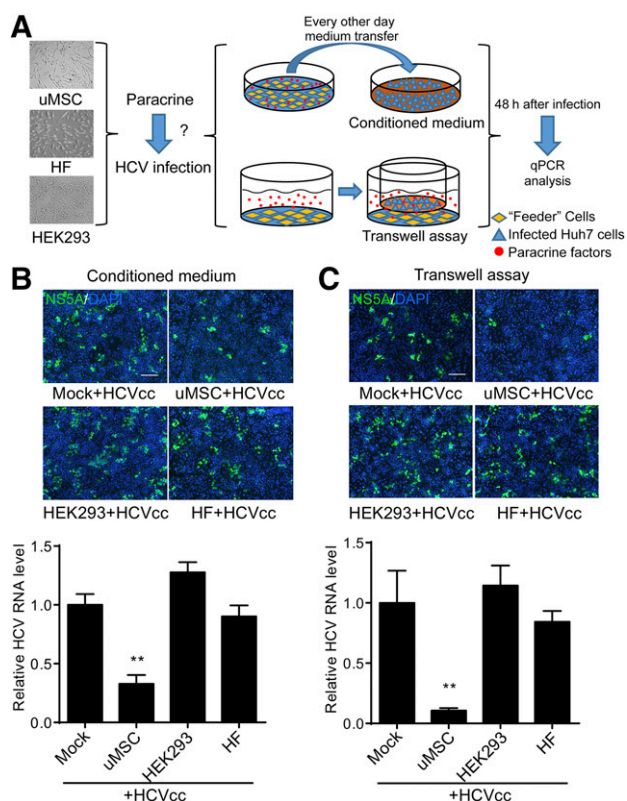 A
uMSC
HF
HEK293
Paracrine
?
HCV infection
Every other day
medium transfer
Conditioned medium
Transwell assay
48 h after infection
qPCR
analysis
"Feeder" Cells
Infected Huh7 cells
Paracrine factors
B
Conditioned medium
NS5A/DAPI
Mock+HCVcc
uMSC+HCVcc
HEK293+HCVcc
HF+HCVcc
Relative HCV RNA level
1.5
1.0
0.5
0.0
**
Mock
uMSC
HEK293
HF
+HCVcc
C
Transwell assay
NS5A/DAPI
Mock+HCVcc
uMSC+HCVcc
HEK293+HCVcc
HF+HCVcc
Relative HCV RNA level
1.5
1.0
0.5
0.0
**
Mock
uMSC
HEK293
HF
+HCVcc